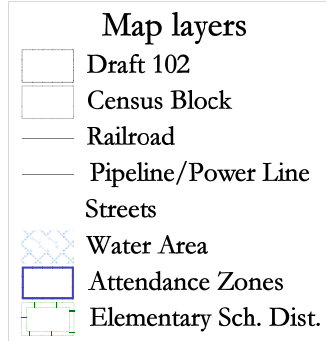 Map layers
Draft 102
Census Block
Railroad
Pipeline/Power Line
Streets
Water Area
Attendance Zones
Elementary Sch. Dist.